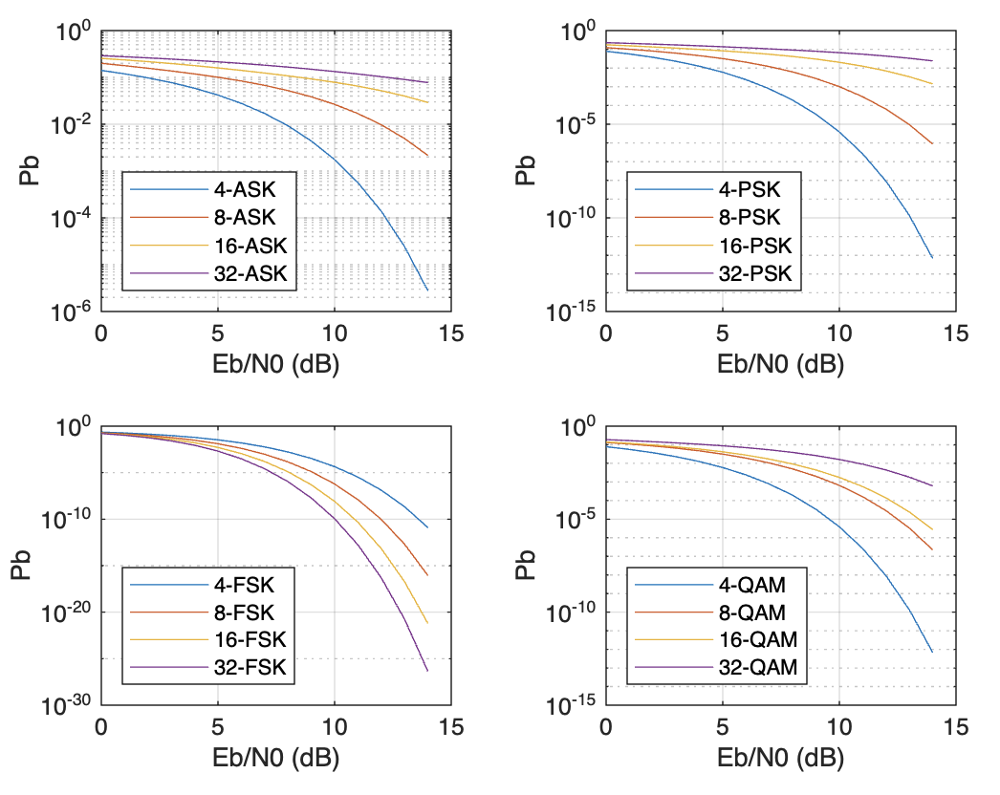 10^0
10^-2
10^-4
10^-6
Pb
4-ASK
8-ASK
16-ASK
32-ASK
0 5 10 15
Eb/N0 (dB)
10^0
10^-5
10^-10
10^-15
Pb
4-PSK
8-PSK
16-PSK
32-PSK
0 5 10 15
Eb/N0 (dB)
10^0
10^-10
10^-20
10^-30
Pb
4-FSK
8-FSK
16-FSK
32-FSK
0 5 10 15
Eb/N0 (dB)
10^0
10^-5
10^-10
10^-15
Pb
4-QAM
8-QAM
16-QAM
32-QAM
0 5 10 15
Eb/N0 (dB)